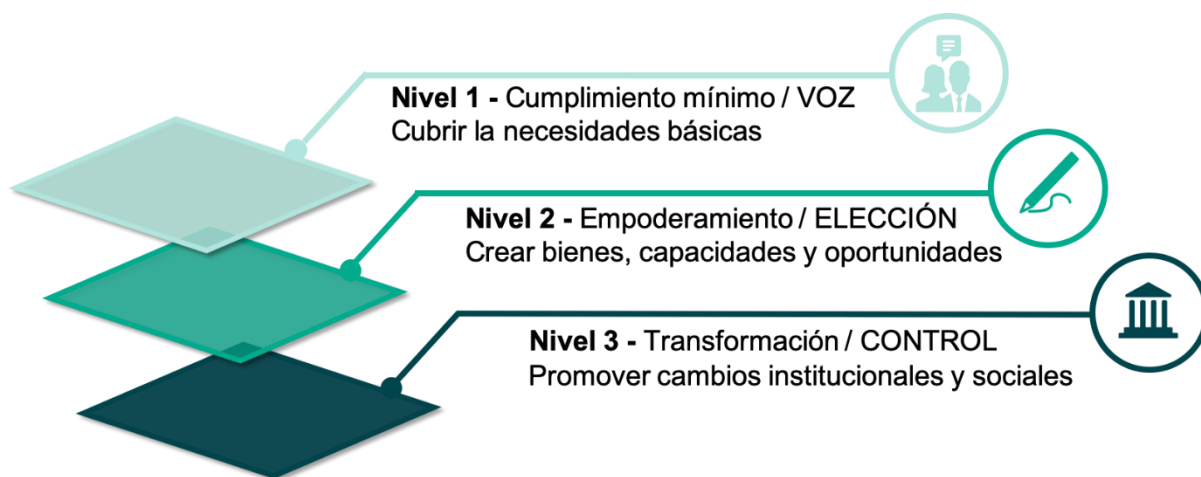 Nivel 1 - Cumplimiento mínimo / VOZ
Cubrir la necesidades básicas
Nivel 2 - Empoderamiento / ELECCIÓN
Crear bienes, capacidades y oportunidades
Nivel 3 - Transformación / CONTROL
Promover cambios institucionales y sociales